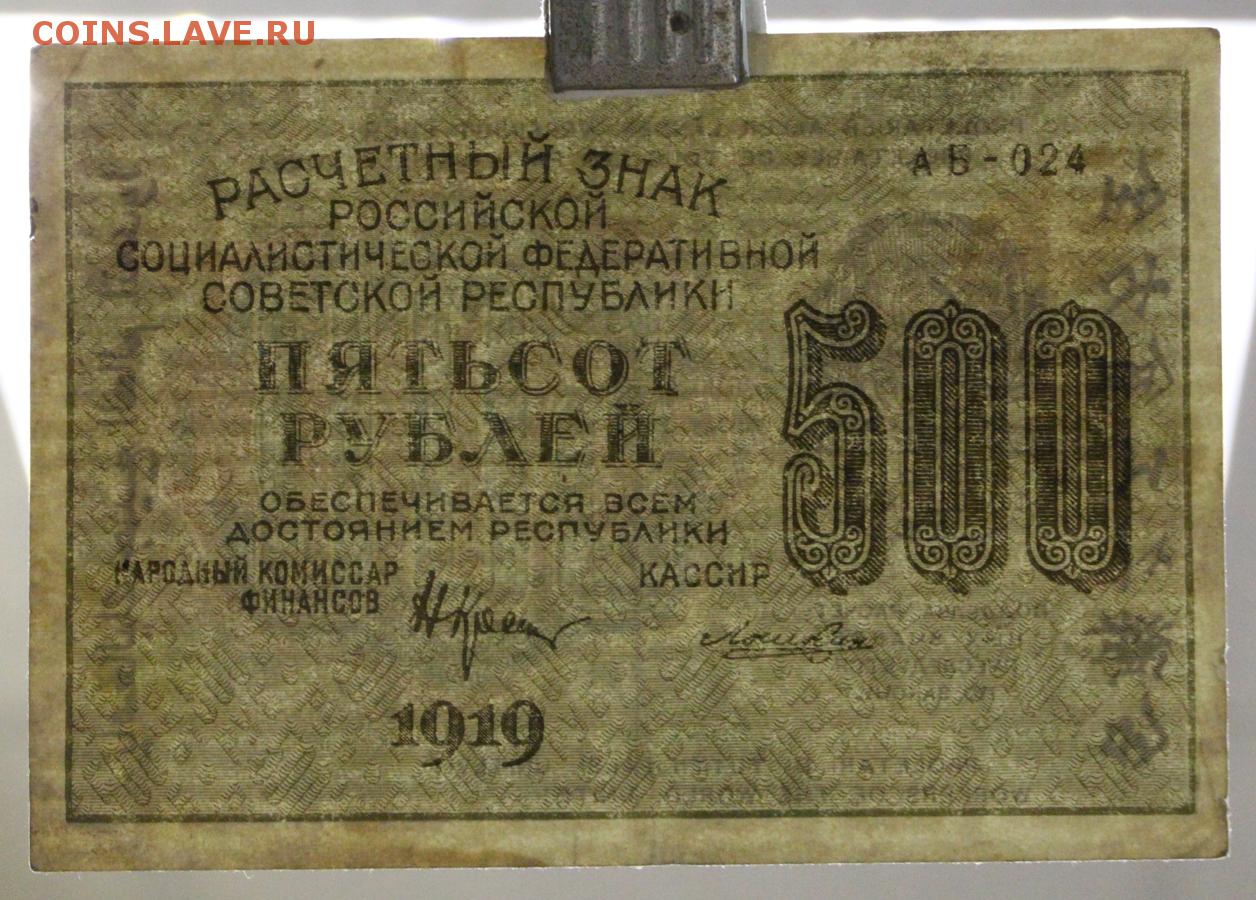 COINS.LAVE.RU
АБ-024
РАСЧЕТНЫЙ ЗНАК
РОССИЙСКОЙ
СОЦИАЛИСТИЧЕСКОЙ ФЕДЕРАТИВНОЙ
СОВЕТСКОЙ РЕСПУБЛИКИ
ПЯТЬСОТ
РУБЛЕЙ
500
ОБЕСПЕЧИВАЕТСЯ ВСЕМ
ДОСТОЯНИЕМ РЕСПУБЛИКИ
НАРОДНЫЙ КОМИССАР
ФИНАНСОВ
КАССИР
1919